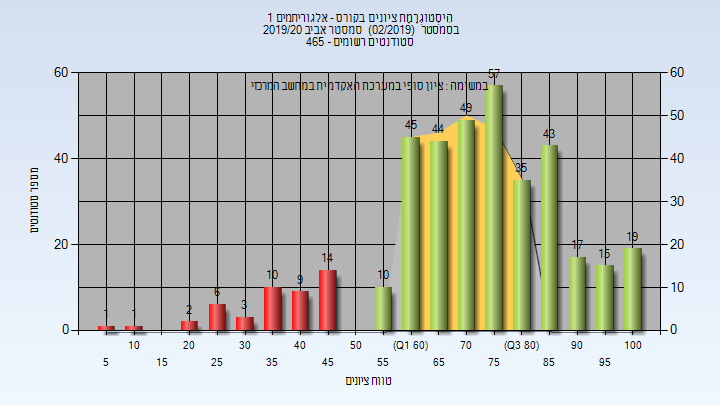 הִיסְטוֹגְרָמַת ציונים בקורס - אלגוריתמים 1
בסמסטר (02/2019) סמסטר אביב 2019/20
סטודנטים רשומים - 465
במשימה : ציון סופי במערכת האקדמית במחשב המרכזי
מספר סטודנטים
60 40 20 0
60 50 40 30 20 10 0
1 1 2 6 3 10 9 14 10 45 44 49 57 35 43 17 15 19
10 20 30 40 50 (Q1 60) 70 (Q3 80) 90 100
5 15 25 35 45 55 65 75 85 95
טווח ציונים